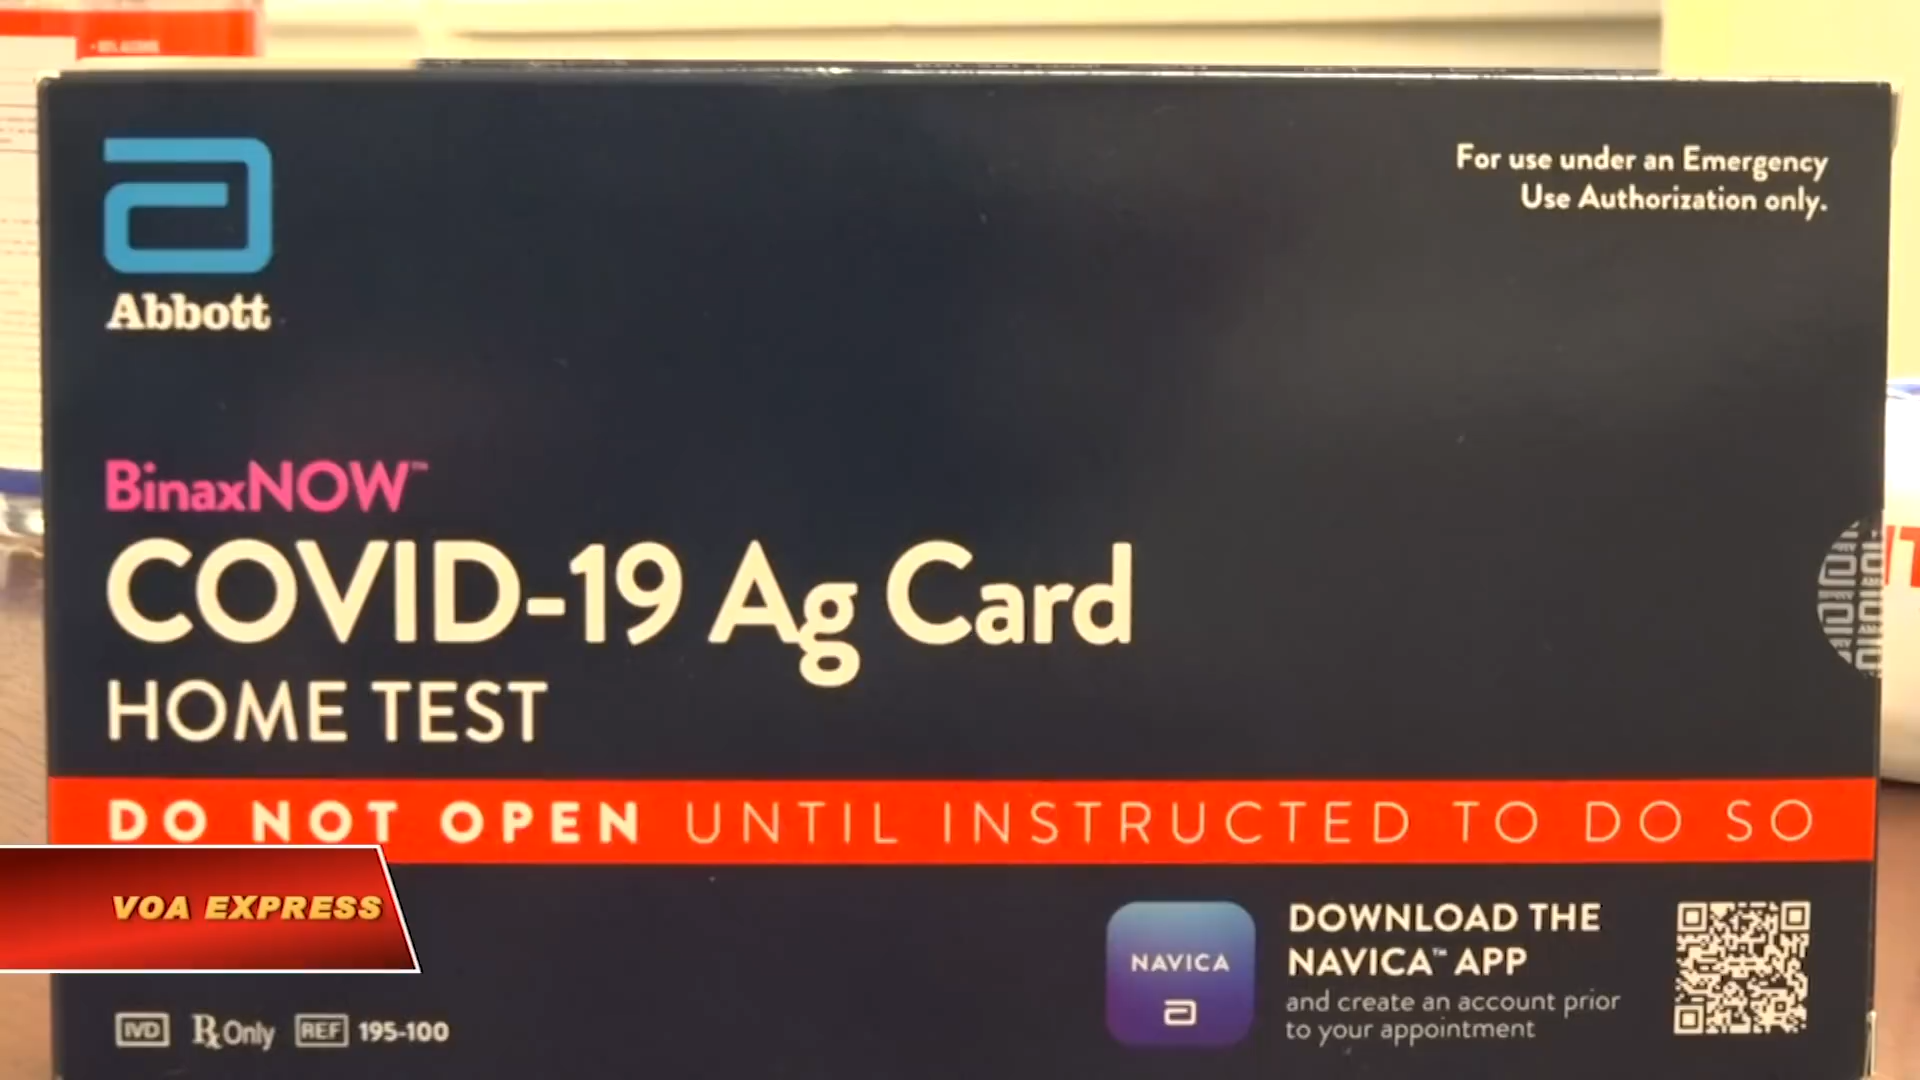 Abbott
For use under an Emergency
Use Authorization only.
BinaxNOW™
COVID-19 Ag Card
HOME TEST
DO NOT OPEN UNTIL INSTRUCTED TO DO SO
VOA EXPRESS
NAVICA
DOWNLOAD THE
NAVICA™ APP
and create an account prior
to your appointment
IVD Rx Only REF 195-100